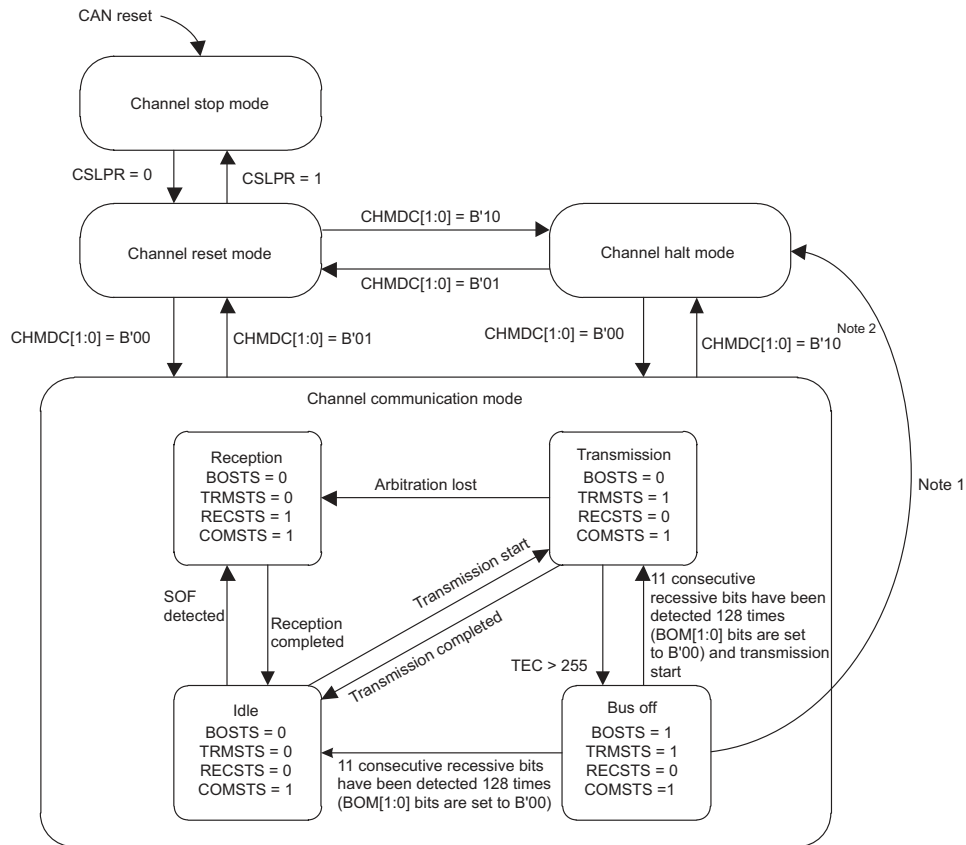 CAN reset
Channel stop mode
CSLPR = 0
CSLPR = 1
CHMDC[1:0] = B'10
Channel reset mode
Channel halt mode
CHMDC[1:0] = B'01
CHMDC[1:0] = B'00
CHMDC[1:0] = B'01
CHMDC[1:0] = B'00
CHMDC[1:0] = B'10 Note 2
Channel communication mode
Reception
BOSTS = 0
TRMSTS = 0
RECSTS = 1
COMSTS = 1
Arbitration lost
Transmission
BOSTS = 0
TRMSTS = 1
RECSTS = 0
COMSTS = 1
Note 1
SOF
detected
Reception
completed
Transmission start
Transmission completed
TEC > 255
11 consecutive
recessive bits have been
detected 128 times
(BOM[1:0] bits are set
to B'00) and transmission
start
Idle
BOSTS = 0
TRMSTS = 0
RECSTS = 0
COMSTS = 1
11 consecutive recessive bits
have been detected 128 times
(BOM[1:0] bits are set to B'00)
Bus off
BOSTS = 1
TRMSTS = 1
RECSTS = 0
COMSTS =1